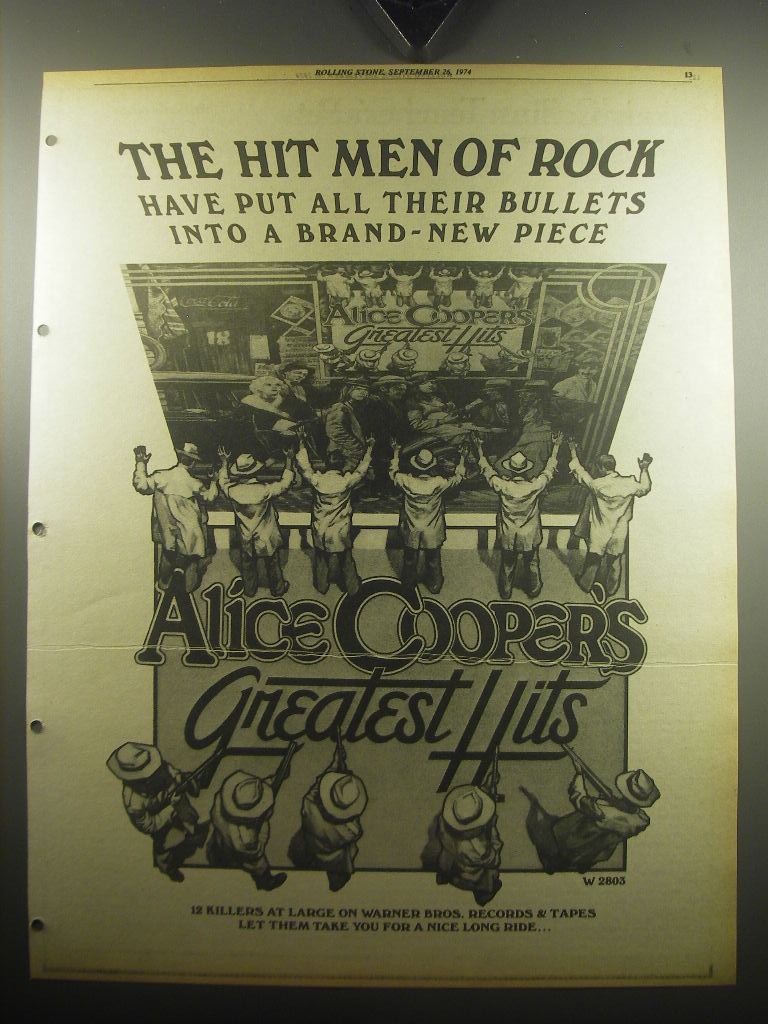 ROLLING STONE, SEPTEMBER 26, 1974
13
THE HIT MEN OF ROCK
HAVE PUT ALL THEIR BULLETS
INTO A BRAND-NEW PIECE
Coca-Cola
18
Alice Cooper's
Greatest Hits
Alice Cooper's
Greatest Hits
W 2803
12 KILLERS AT LARGE ON WARNER BROS. RECORDS & TAPES
LET THEM TAKE YOU FOR A NICE LONG RIDE...